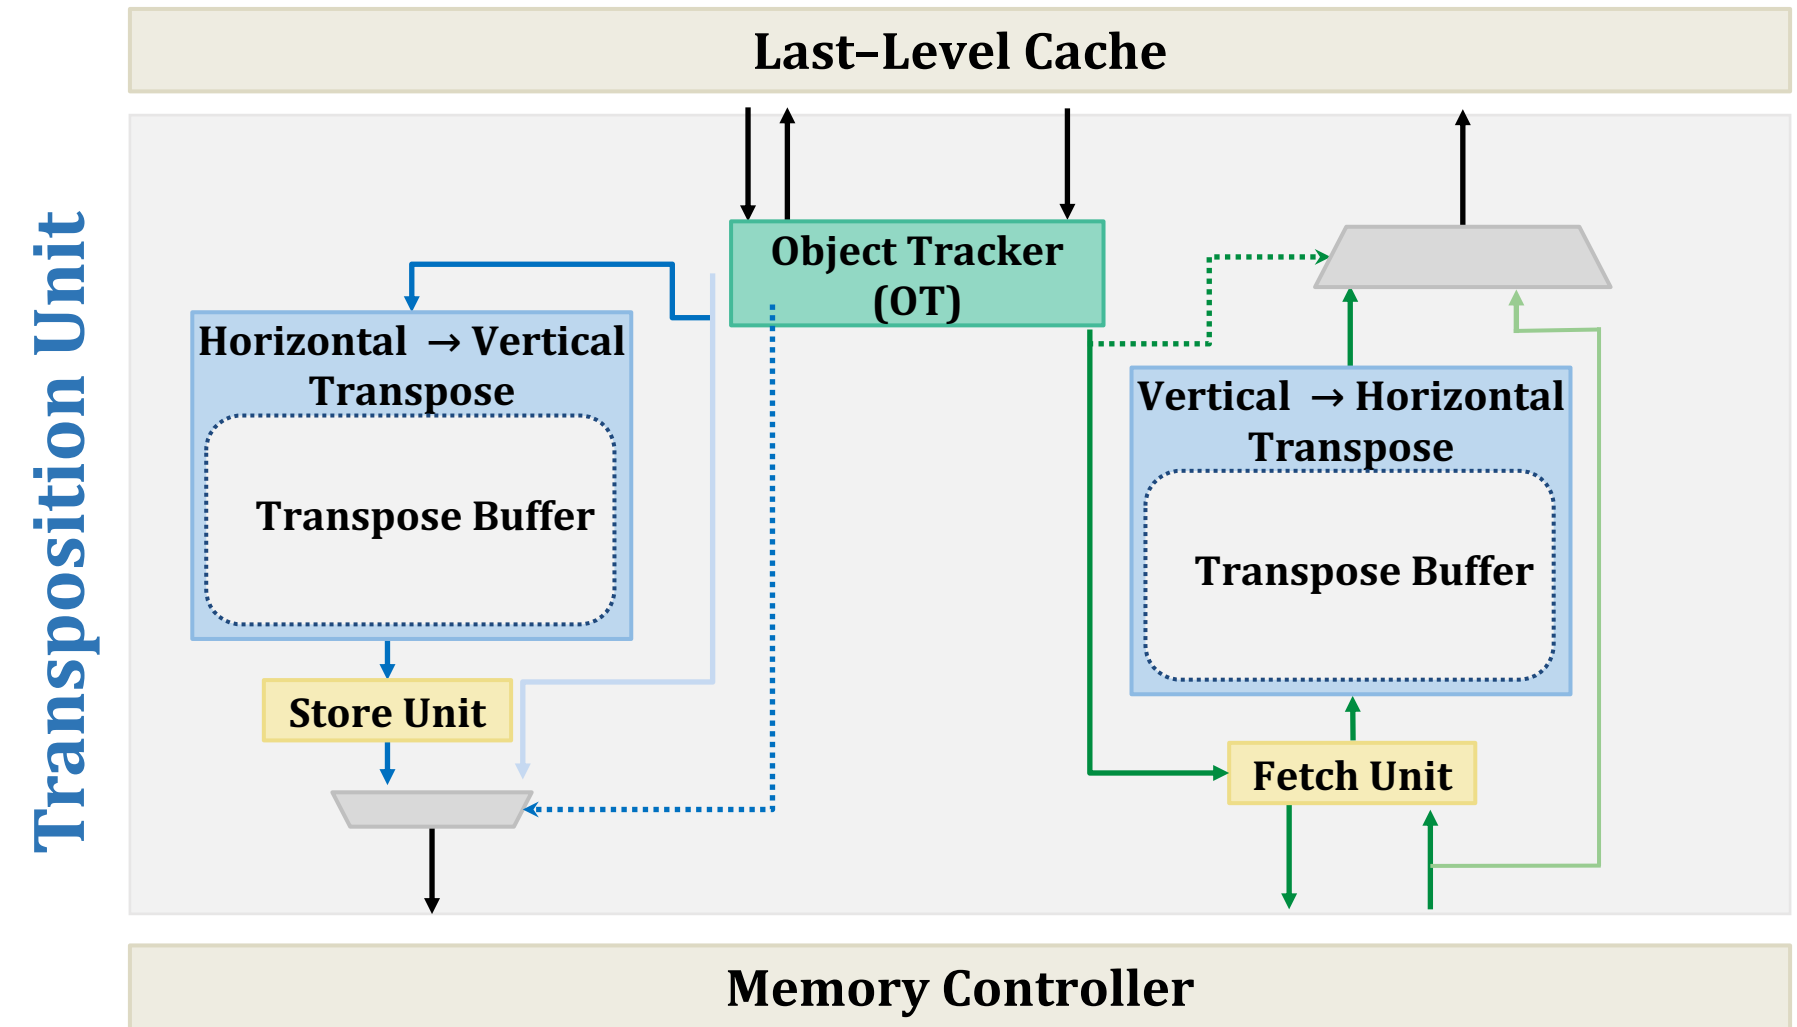 Last–Level Cache
Transposition Unit
Object Tracker
(OT)
Horizontal → Vertical
Transpose
Transpose Buffer
Store Unit
Vertical → Horizontal
Transpose
Transpose Buffer
Fetch Unit
Memory Controller